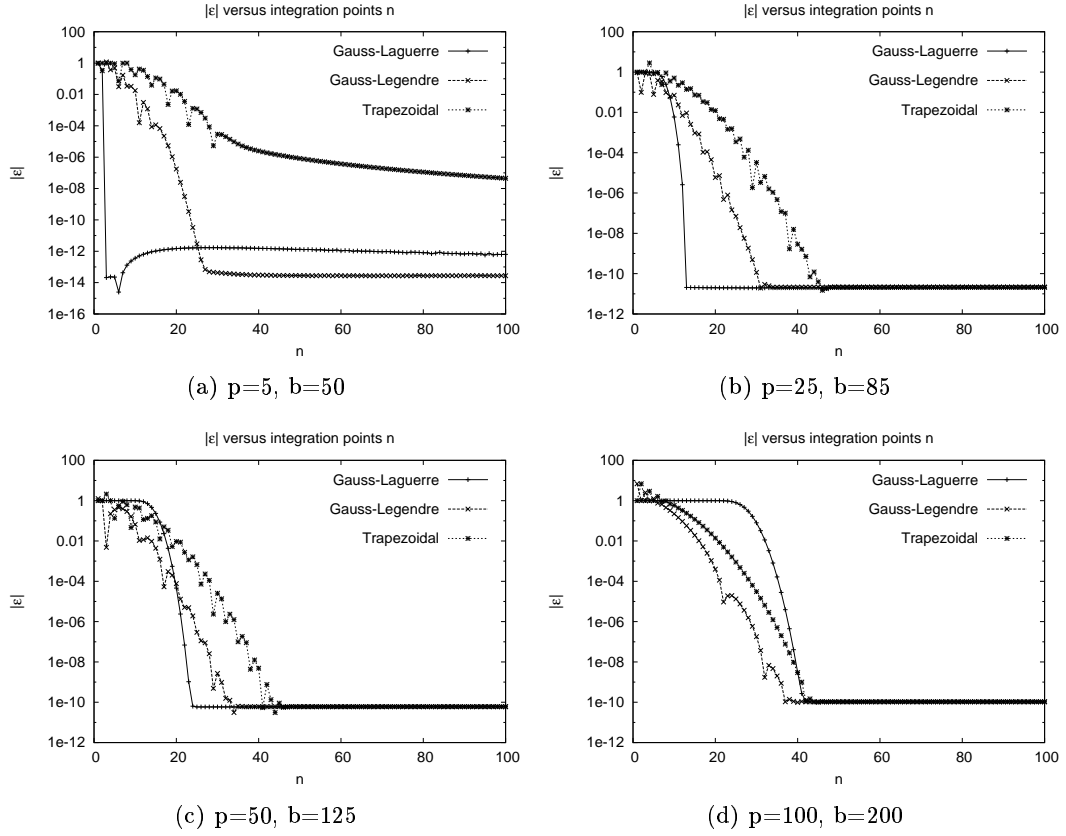 |ε| versus integration points n
100
1
0.01
1e-04
1e-06
1e-08
1e-10
1e-12
1e-14
1e-16
|ε|
Gauss-Laguerre
Gauss-Legendre
Trapezoidal
0 20 40 60 80 100
n
(a) p=5, b=50
|ε| versus integration points n
100
1
0.01
1e-04
1e-06
1e-08
1e-10
1e-12
|ε|
Gauss-Laguerre
Gauss-Legendre
Trapezoidal
0 20 40 60 80 100
n
(b) p=25, b=85
|ε| versus integration points n
100
1
0.01
1e-04
1e-06
1e-08
1e-10
1e-12
|ε|
Gauss-Laguerre
Gauss-Legendre
Trapezoidal
0 20 40 60 80 100
n
(c) p=50, b=125
|ε| versus integration points n
100
1
0.01
1e-04
1e-06
1e-08
1e-10
1e-12
|ε|
Gauss-Laguerre
Gauss-Legendre
Trapezoidal
0 20 40 60 80 100
n
(d) p=100, b=200